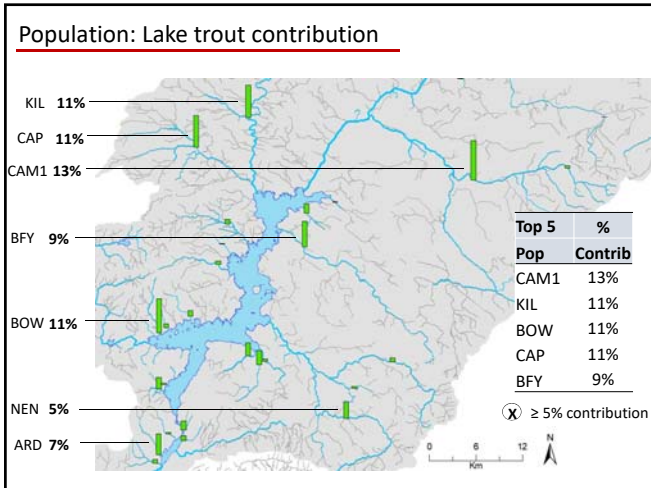 Population: Lake trout contribution
KIL 11%
CAP 11%
CAM1 13%
BFY 9%
BOW 11%
NEN 5%
ARD 7%
Top 5 %
Pop Contrib
CAM1 13%
KIL 11%
BOW 11%
CAP 11%
BFY 9%
X ≥ 5% contribution
N
0 6 12
Km